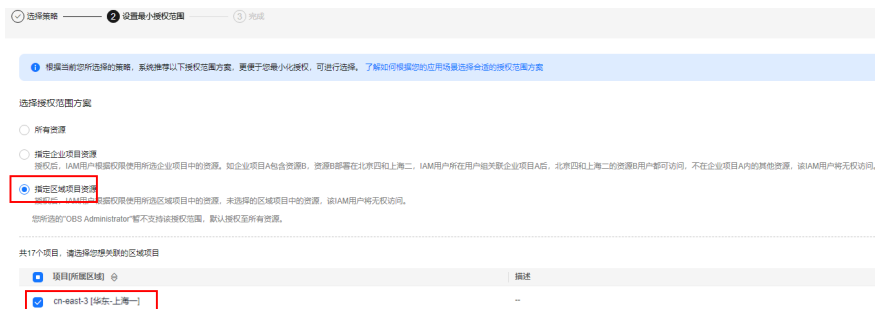 选择策略 2 设置最小授权范围 3 完成
根据当前您所选择的策略，系统推荐以下授权范围方案，更便于您最小化授权，可进行选择。了解如何根据您的应用场景选择合适的授权范围方案
选择授权范围方案
所有资源
指定企业项目资源
授权后，IAM用户根据权限使用所选企业项目中的资源。如企业项目A包含资源B，资源B部署在北京四和上海二，IAM用户所在用户组关联企业项目A后，北京四和上海二的资源B用户都可访问，不在企业项目A内的其他资源，该IAM用户将无权访问。
指定区域项目资源
授权后，IAM用户根据权限使用所选区域项目中的资源，未选择的区域项目中的资源，该IAM用户将无权访问。
您所选的"OBS Administrator"暂不支持该授权范围，默认授权至所有资源。
共17个项目，请选择您想关联的区域项目
项目[所属区域] 描述
cn-east-3 [华东-上海一] --